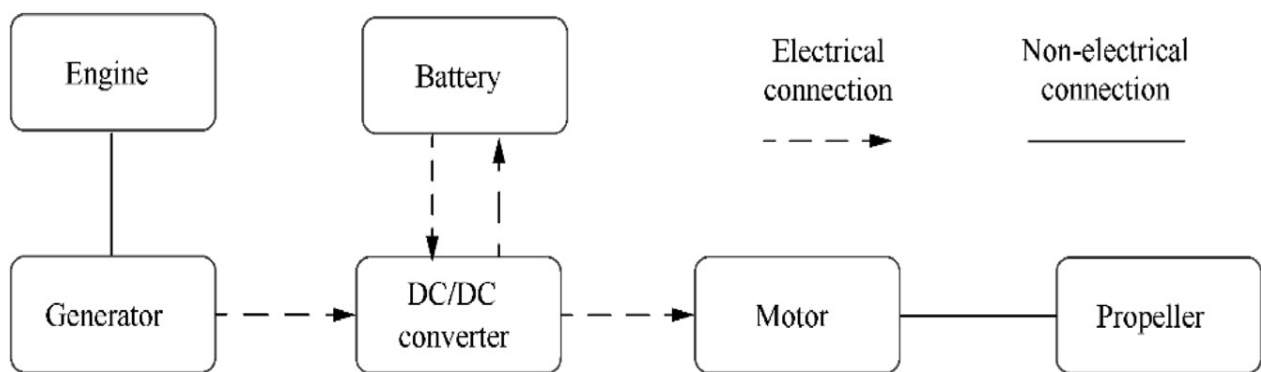 Engine
Battery
Electrical
connection
Non-electrical
connection
Generator
DC/DC
converter
Motor
Propeller